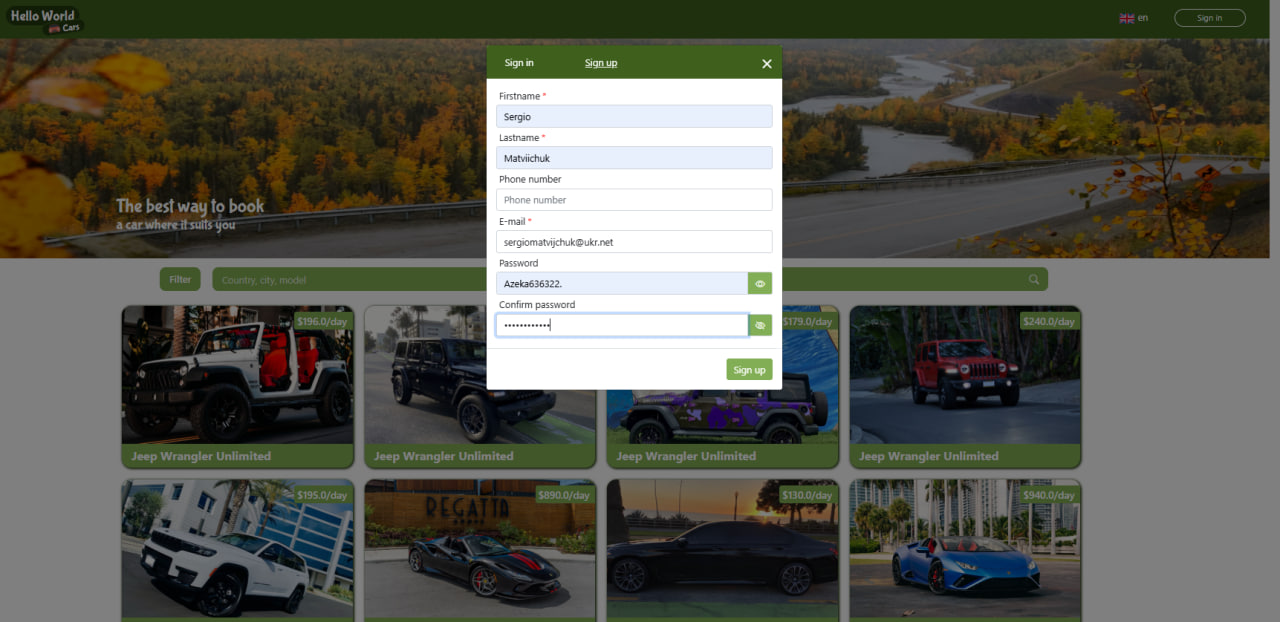 Hello World
Cars
en
Sign in
Sign in
Sign up
Firstname *
Sergio
Lastname *
Matviichuk
Phone number
Phone number
E-mail *
sergiomatvijchuk@ukr.net
Password
Azeka636322.
Confirm password
••••••••••••
Sign up
The best way to book
a car where it suits you
Filter
Country, city, model
$196.0/day
$179.0/day
$240.0/day
Jeep Wrangler Unlimited
Jeep Wrangler Unlimited
Jeep Wrangler Unlimited
Jeep Wrangler Unlimited
$195.0/day
$890.0/day
$130.0/day
$940.0/day
REGATTA